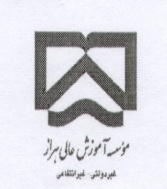 مؤسسه آموزش عالی هراز
غیردولتی - غیرانتفاعی